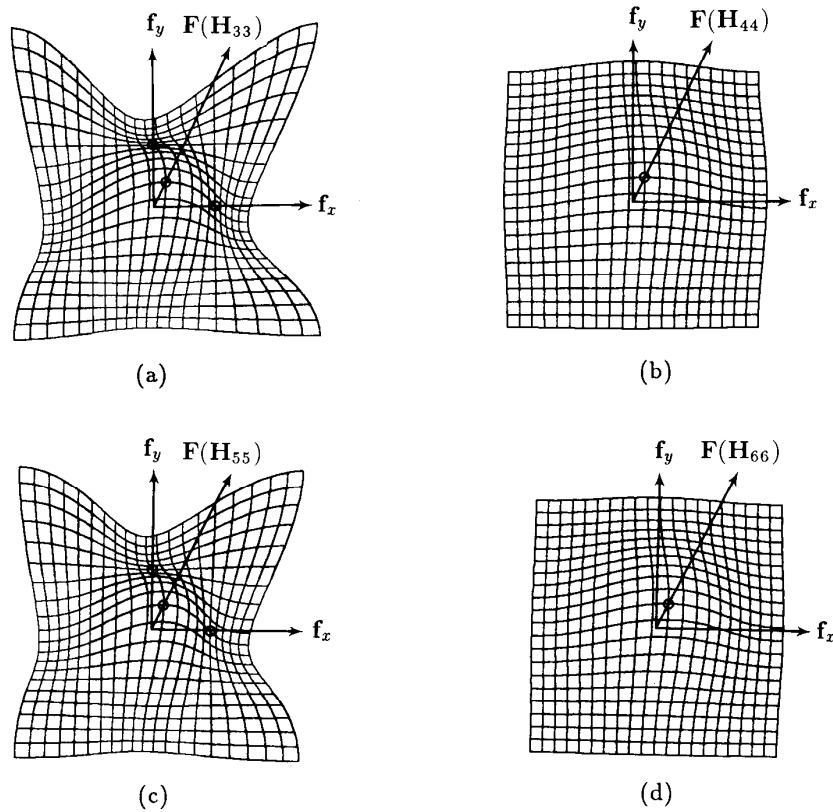 f_y F(H_33)
f_x
(a)
f_y F(H_44)
f_x
(b)
f_y F(H_55)
f_x
(c)
f_y F(H_66)
f_x
(d)